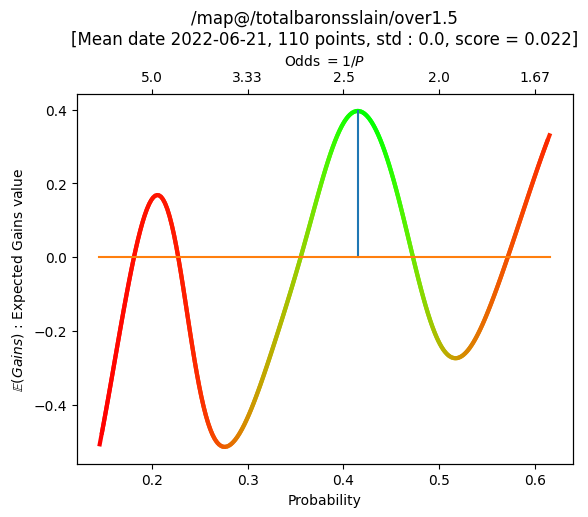 /map@/totalbaronsslain/over1.5
[Mean date 2022-06-21, 110 points, std : 0.0, score = 0.022]
Odds = 1/P
5.0 3.33 2.5 2.0 1.67
0.4
0.2
0.0
−0.2
−0.4
𝔼(Gains) : Expected Gains value
0.2 0.3 0.4 0.5 0.6
Probability